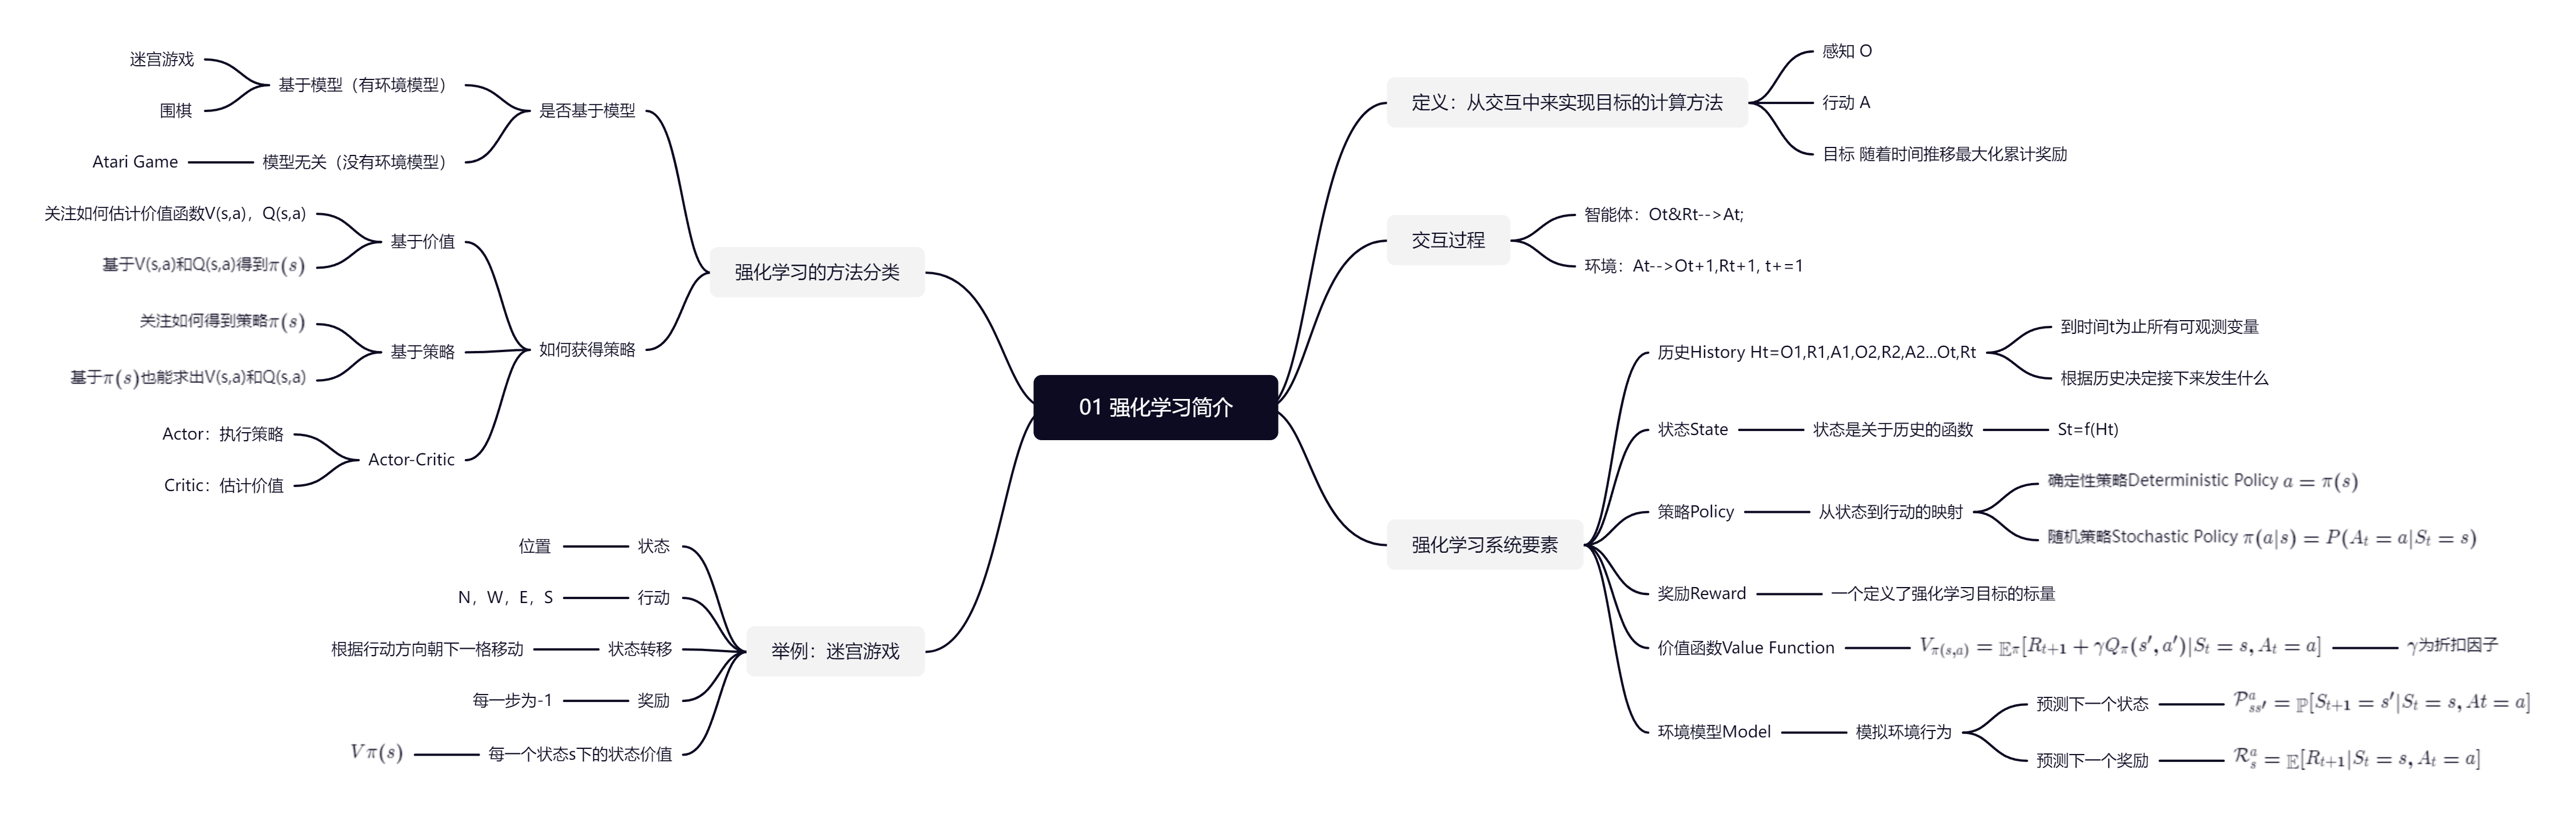 01 强化学习简介
定义：从交互中来实现目标的计算方法
感知 O
行动 A
目标 随着时间推移最大化累计奖励
交互过程
智能体：Ot&Rt-->At;
环境：At-->Ot+1,Rt+1, t+=1
强化学习系统要素
历史History Ht=O1,R1,A1,O2,R2,A2...Ot,Rt
到时间t为止所有可观测变量
根据历史决定接下来发生什么
状态State
状态是关于历史的函数
St=f(Ht)
策略Policy
从状态到行动的映射
确定性策略Deterministic Policy $a = \pi(s)$
随机策略Stochastic Policy $\pi(a|s) = P(A_t = a|S_t = s)$
奖励Reward
一个定义了强化学习目标的标量
价值函数Value Function
$V_{\pi(s,a)} = \mathbb{E}_{\pi}[R_{t+1} + \gamma Q_{\pi}(s', a')|S_t = s, A_t = a]$
γ为折扣因子
环境模型Model
模拟环境行为
预测下一个状态
$\mathcal{P}^a_{ss'} = \mathbb{P}[S_{t+1} = s'|S_t = s, At = a]$
预测下一个奖励
$\mathcal{R}^a_s = \mathbb{E}[R_{t+1}|S_t = s, A_t = a]$
强化学习的方法分类
是否基于模型
基于模型（有环境模型）
迷宫游戏
围棋
模型无关（没有环境模型）
Atari Game
如何获得策略
基于价值
关注如何估计价值函数V(s,a)，Q(s,a)
基于V(s,a)和Q(s,a)得到$\pi(s)$
基于策略
关注如何得到策略$\pi(s)$
基于$\pi(s)$也能求出V(s,a)和Q(s,a)
Actor-Critic
Actor：执行策略
Critic：估计价值
举例：迷宫游戏
状态
位置
行动
N，W，E，S
状态转移
根据行动方向朝下一格移动
奖励
每一步为-1
每一个状态s下的状态价值
$V\pi(s)$